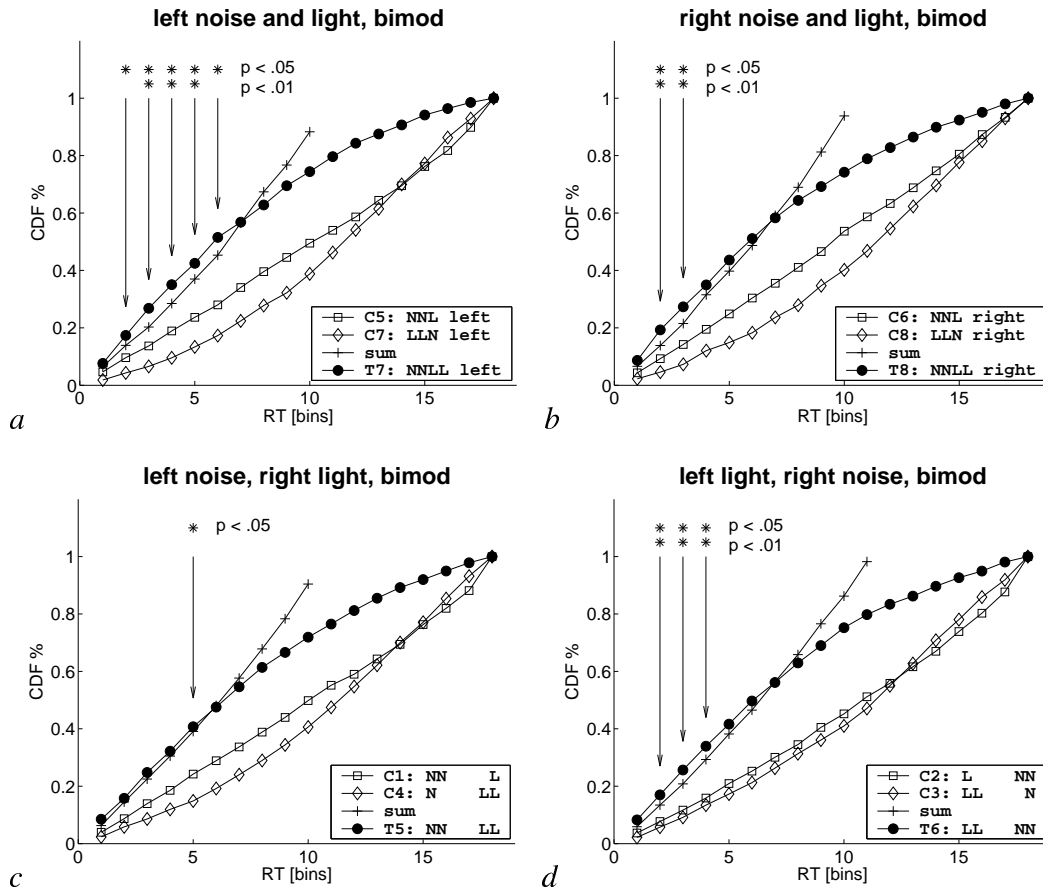 left noise and light, bimod
* * * * * p < .05
* * * p < .01
1
0.8
0.6
0.4
0.2
0
CDF %
5 10 15
RT [bins]
C5: NNL left
C7: LLN left
sum
T7: NNLL left
a
right noise and light, bimod
* * p < .05
* * p < .01
1
0.8
0.6
0.4
0.2
0
CDF %
5 10 15
RT [bins]
C6: NNL right
C8: LLN right
sum
T8: NNLL right
b
left noise, right light, bimod
* p < .05
1
0.8
0.6
0.4
0.2
0
CDF %
5 10 15
RT [bins]
C1: NN L
C4: N LL
sum
T5: NN LL
c
left light, right noise, bimod
* * * p < .05
* * * p < .01
1
0.8
0.6
0.4
0.2
0
CDF %
5 10 15
RT [bins]
C2: L NN
C3: LL N
sum
T6: LL NN
d